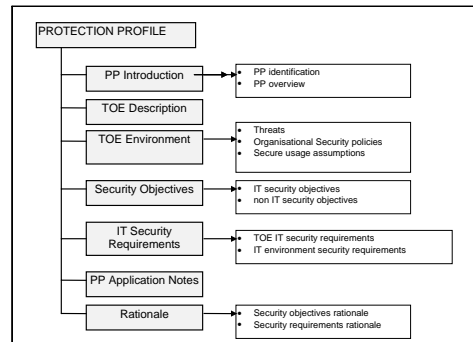 PROTECTION PROFILE
PP Introduction
• PP identification
• PP overview
TOE Description
TOE Environment
• Threats
• Organisational Security policies
• Secure usage assumptions
Security Objectives
• IT security objectives
• non IT security objectives
IT Security
Requirements
• TOE IT security requirements
• IT environment security requirements
PP Application Notes
Rationale
• Security objectives rationale
• Security requirements rationale